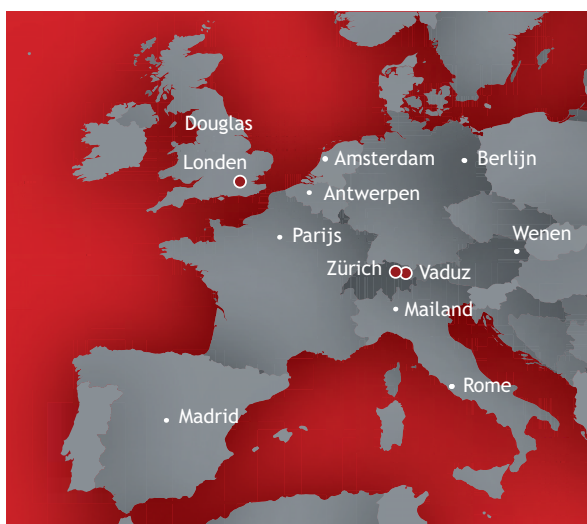 Douglas
Londen
Amsterdam
Berlijn
Antwerpen
Parijs
Wenen
Zürich
Vaduz
Mailand
Rome
Madrid